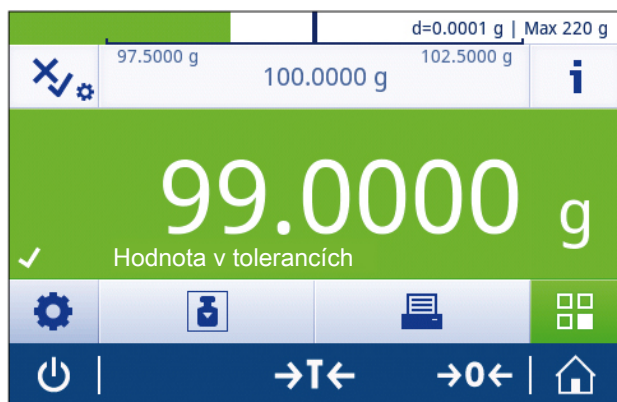 d=0.0001 g | Max 220 g
97.5000 g 102.5000 g
100.0000 g
i
99.0000 g
Hodnota v tolerancích
→T← →0←